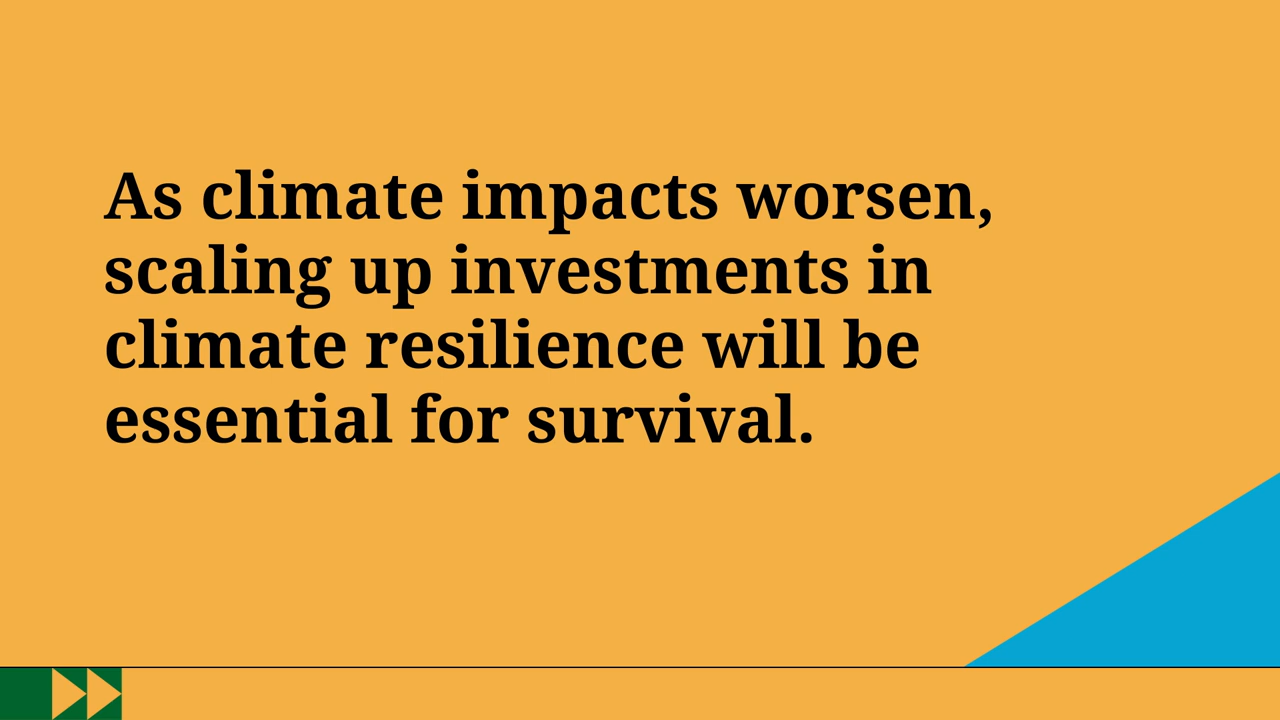 As climate impacts worsen,
scaling up investments in
climate resilience will be
essential for survival.